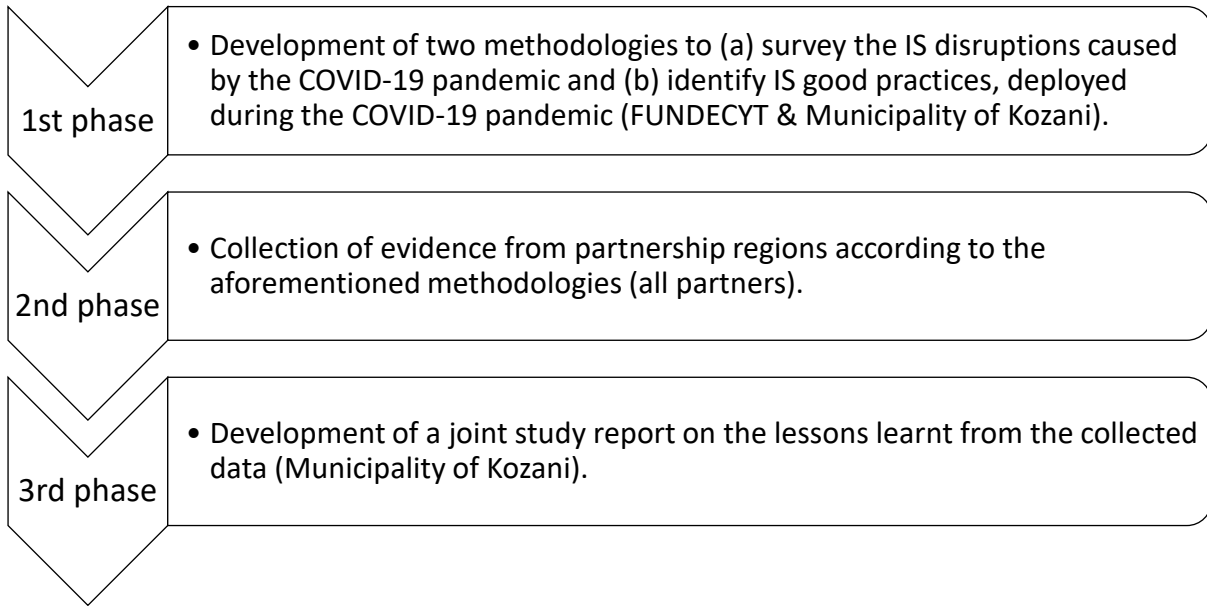 1st phase
• Development of two methodologies to (a) survey the IS disruptions caused
by the COVID-19 pandemic and (b) identify IS good practices, deployed
during the COVID-19 pandemic (FUNDECYT & Municipality of Kozani).
2nd phase
• Collection of evidence from partnership regions according to the
aforementioned methodologies (all partners).
3rd phase
• Development of a joint study report on the lessons learnt from the collected
data (Municipality of Kozani).